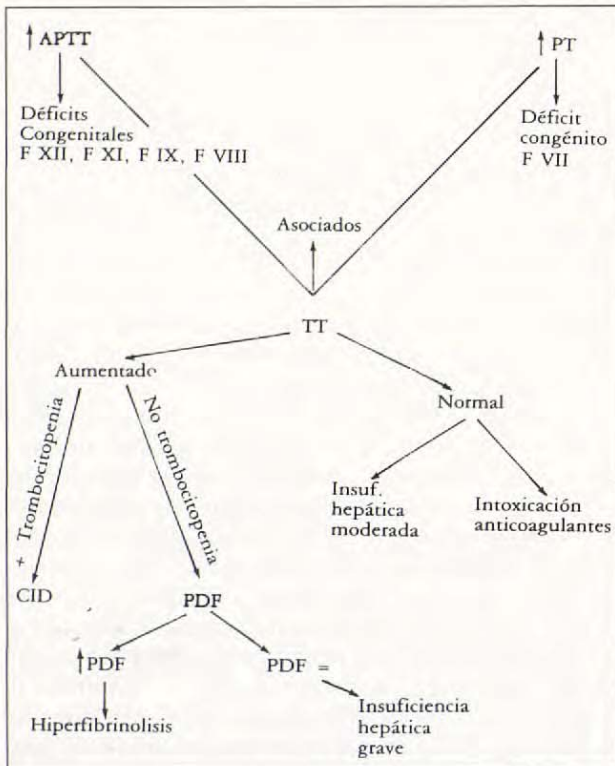 ↑ APTT
↑ PT
Déficits
Congenitales
F XII, F XI, F IX, F VIII
Déficit
congénito
F VII
Asociados
TT
Aumentado
Normal
+ Trombocitopenia
No trombocitopenia
Insuf.
hepática
moderada
Intoxicación
anticoagulantes
CID
PDF
↑ PDF
PDF =
Hiperfibrinolisis
Insuficiencia
hepática
grave